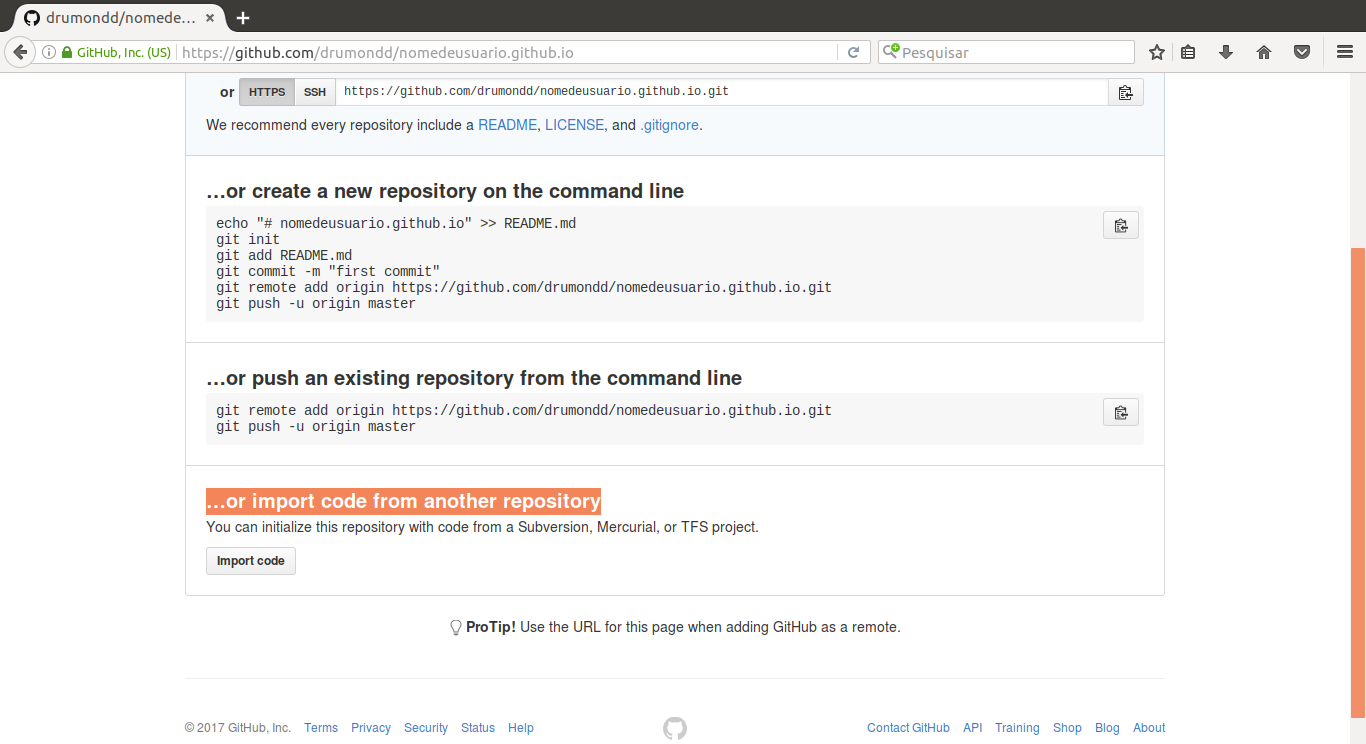 drumondd/nomede...
GitHub, Inc. (US)
https://github.com/drumondd/nomedeusuario.github.io
Pesquisar
or HTTPS SSH https://github.com/drumondd/nomedeusuario.github.io.git
We recommend every repository include a README, LICENSE, and .gitignore.
…or create a new repository on the command line
echo "# nomedeusuario.github.io" >> README.md
git init
git add README.md
git commit -m "first commit"
git remote add origin https://github.com/drumondd/nomedeusuario.github.io.git
git push -u origin master
…or push an existing repository from the command line
git remote add origin https://github.com/drumondd/nomedeusuario.github.io.git
git push -u origin master
…or import code from another repository
You can initialize this repository with code from a Subversion, Mercurial, or TFS project.
Import code
ProTip! Use the URL for this page when adding GitHub as a remote.
© 2017 GitHub, Inc. Terms Privacy Security Status Help
Contact GitHub API Training Shop Blog About